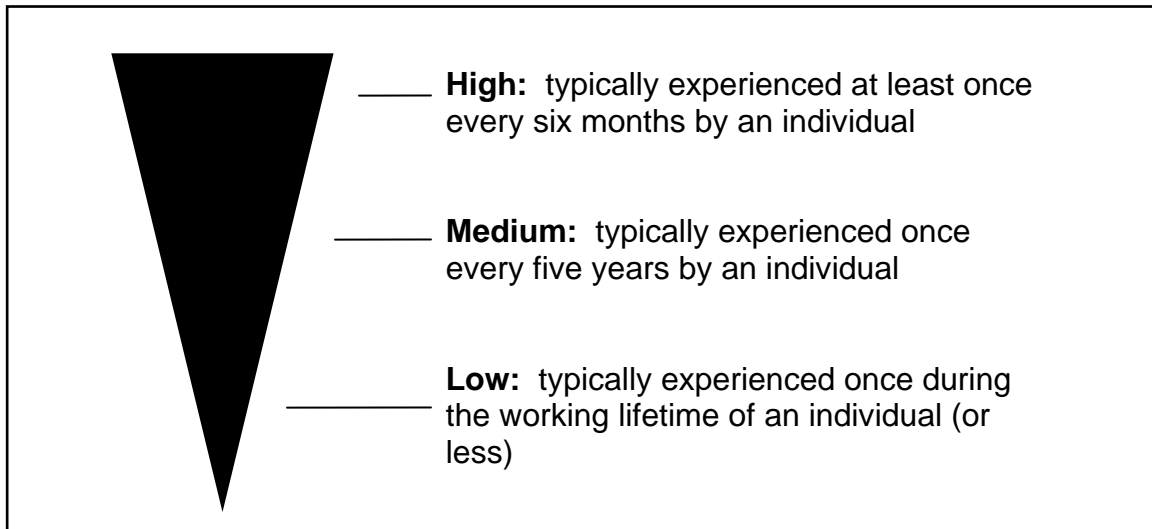 High:  typically experienced at least once
every six months by an individual
Medium:  typically experienced once
every five years by an individual
Low:  typically experienced once during
the working lifetime of an individual (or
less)